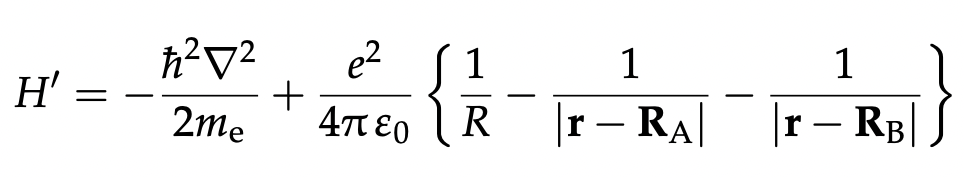 H′ = −ħ²∇²/2mₑ + e²/4πε₀ {1/R − 1/|𝐫 − 𝐑_A| − 1/|𝐫 − 𝐑_B|}